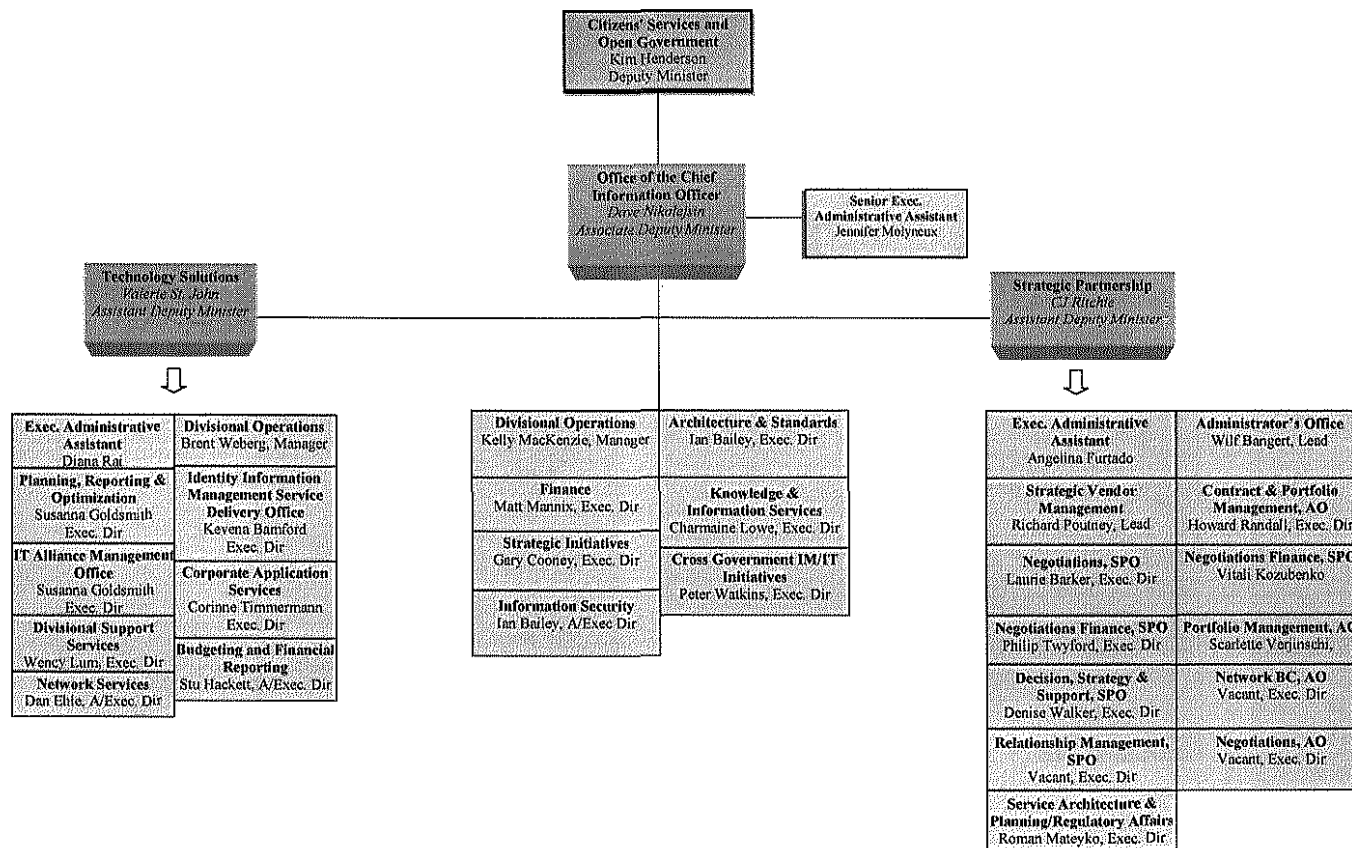 Citizens' Services and
Open Government
Kim Henderson
Deputy Minister
Office of the Chief
Information Officer
Dave Nikolejsin
Associate Deputy Minister
Senior Exec.
Administrative Assistant
Jennifer Molyneux
Technology Solutions
Valerie St. John
Assistant Deputy Minister
Strategic Partnership
CJ Ritchie
Assistant Deputy Minister
Exec. Administrative
Assistant
Diana Rai
Planning, Reporting &
Optimization
Susanna Goldsmith
Exec. Dir
IT Alliance Management
Office
Susanna Goldsmith
Exec. Dir
Divisional Support
Services
Wency Lum, Exec. Dir
Network Services
Dan Ehle, A/Exec. Dir
Divisional Operations
Brent Weberg, Manager
Identity Information
Management Service
Delivery Office
Kevena Bamford
Exec. Dir
Corporate Application
Services
Corinne Timmermann
Exec. Dir
Budgeting and Financial
Reporting
Stu Hackett, A/Exec. Dir
Divisional Operations
Kelly MacKenzie, Manager
Finance
Matt Mannix, Exec. Dir
Strategic Initiatives
Gary Cooney, Exec. Dir
Information Security
Ian Bailey, A/Exec Dir
Architecture & Standards
Ian Bailey, Exec. Dir
Knowledge &
Information Services
Charmaine Lowe, Exec. Dir
Cross Government IM/IT
Initiatives
Peter Watkins, Exec. Dir
Exec. Administrative
Assistant
Angelina Furtado
Strategic Vendor
Management
Richard Poutney, Lead
Negotiations, SPO
Laurie Barker, Exec. Dir
Negotiations Finance, SPO
Philip Twyford, Exec. Dir
Decision, Strategy &
Support, SPO
Denise Walker, Exec. Dir
Relationship Management,
SPO
Vacant, Exec. Dir
Service Architecture &
Planning/Regulatory Affairs
Roman Mateyko, Exec. Dir
Administrator's Office
Wilf Bangert, Lead
Contract & Portfolio
Management, AO
Howard Randall, Exec. Dir
Negotiations Finance, SPO
Vitali Kozubenko
Portfolio Management, AO
Scarlette Verjinschi,
Network BC, AO
Vacant, Exec. Dir
Negotiations, AO
Vacant, Exec. Dir